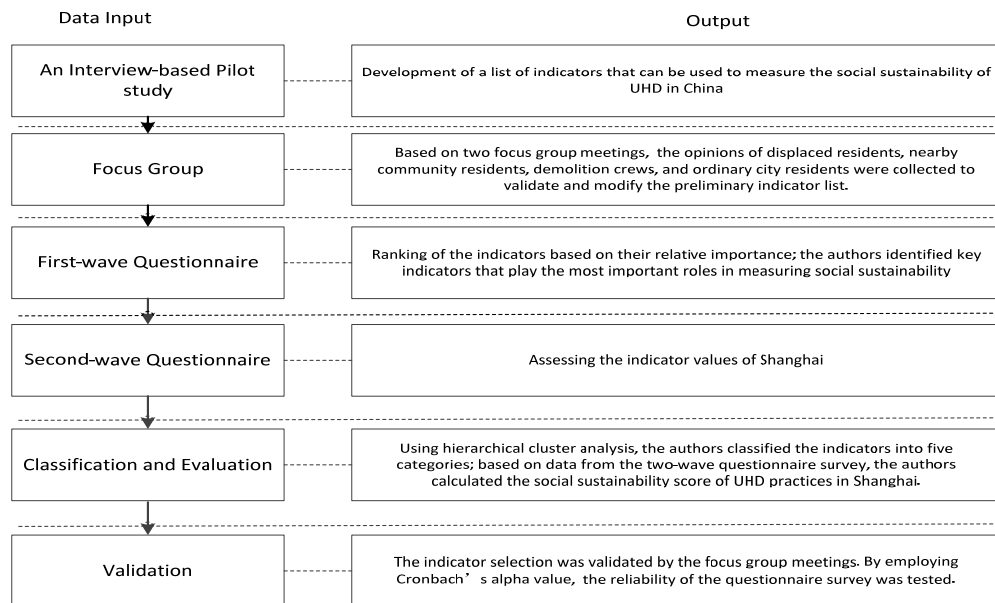 Data Input
Output
An Interview-based Pilot
study
Development of a list of indicators that can be used to measure the social sustainability of
UHD in China
Focus Group
Based on two focus group meetings, the opinions of displaced residents, nearby
community residents, demolition crews, and ordinary city residents were collected to
validate and modify the preliminary indicator list.
First-wave Questionnaire
Ranking of the indicators based on their relative importance; the authors identified key
indicators that play the most important roles in measuring social sustainability
Second-wave Questionnaire
Assessing the indicator values of Shanghai
Classification and Evaluation
Using hierarchical cluster analysis, the authors classified the indicators into five
categories; based on data from the two-wave questionnaire survey, the authors
calculated the social sustainability score of UHD practices in Shanghai.
Validation
The indicator selection was validated by the focus group meetings. By employing
Cronbach’s alpha value, the reliability of the questionnaire survey was tested.